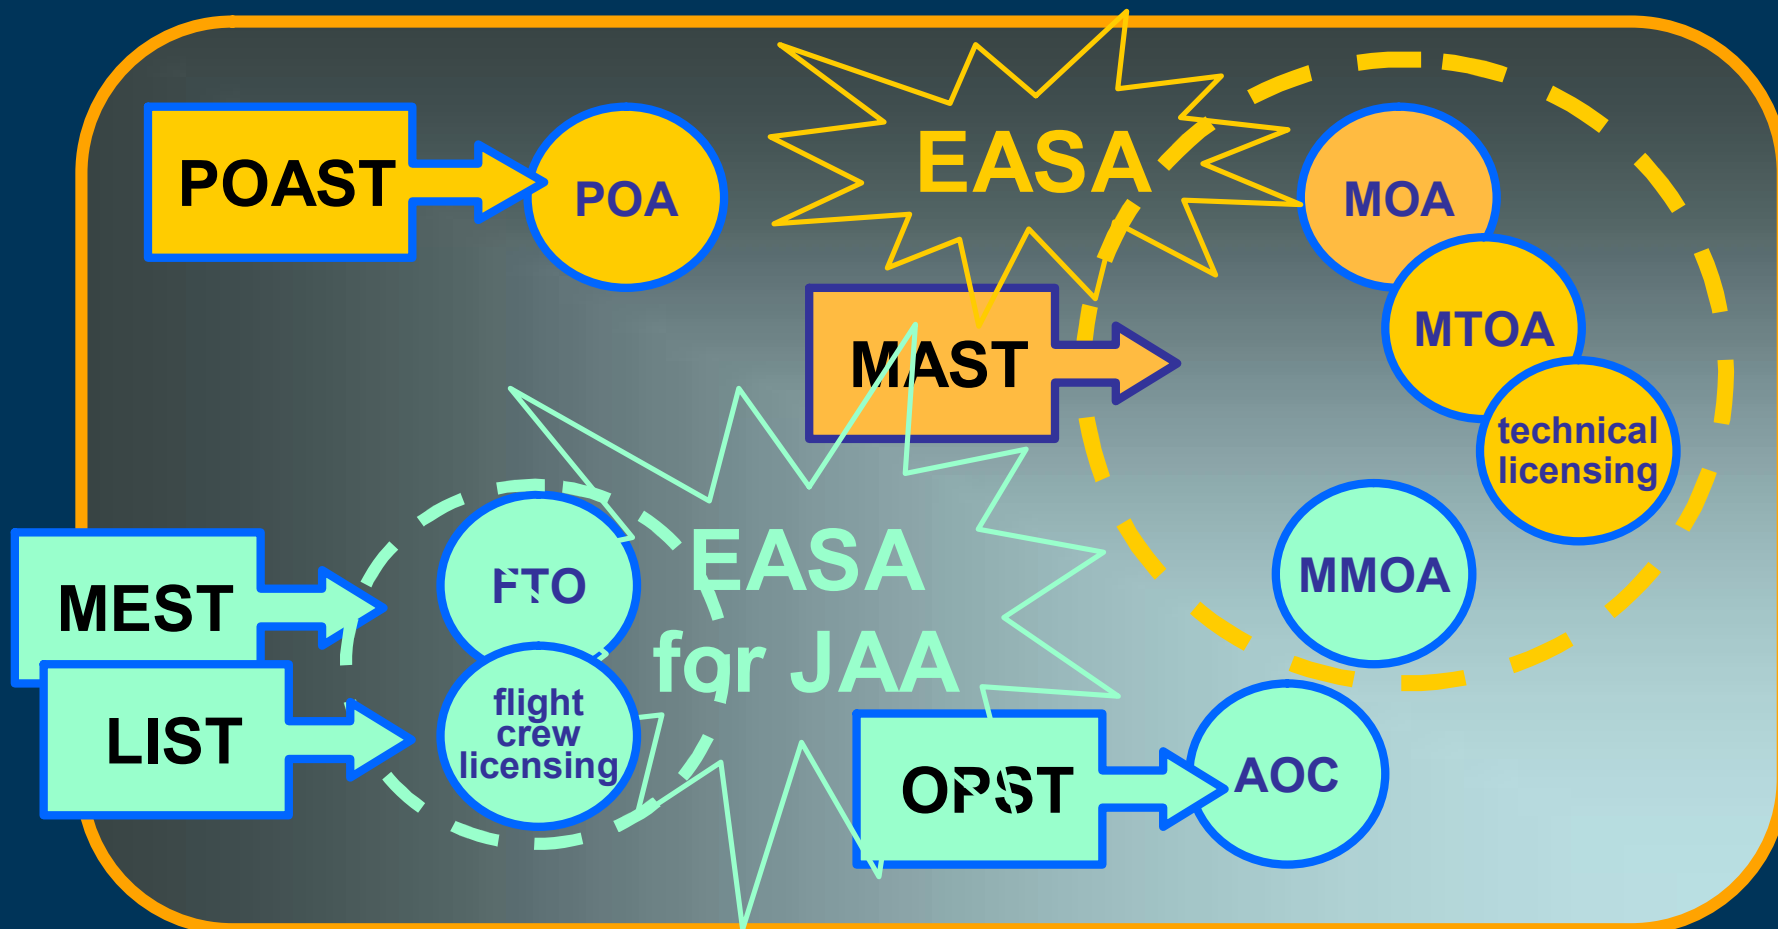 POAST
POA
EASA
MOA
MTOA
MAST
technical
licensing
EASA
for JAA
MEST
FTO
MMOA
LIST
flight
crew
licensing
OPST
AOC